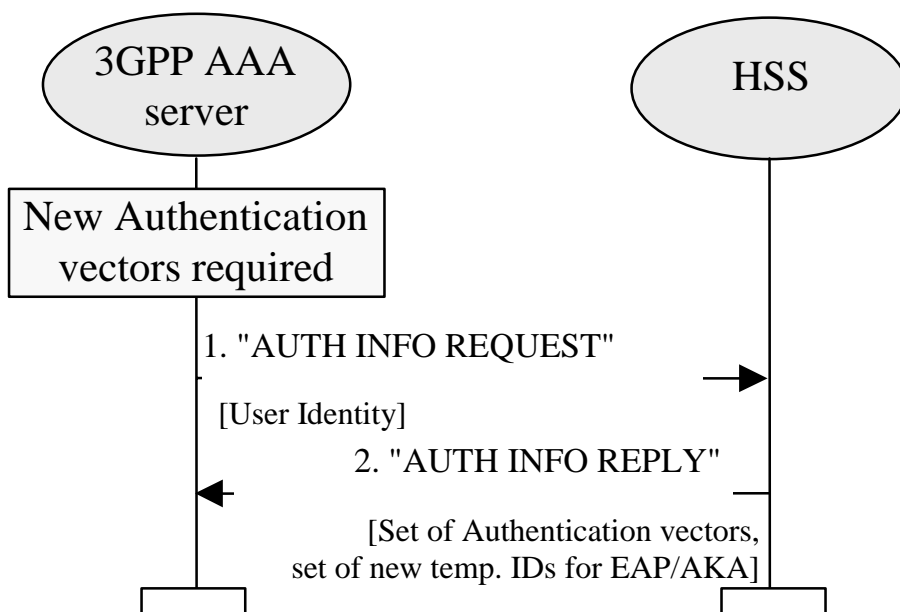 3GPP AAA
server
HSS
New Authentication
vectors required
1. "AUTH INFO REQUEST"
[User Identity]
2. "AUTH INFO REPLY"
[Set of Authentication vectors,
set of new temp. IDs for EAP/AKA]